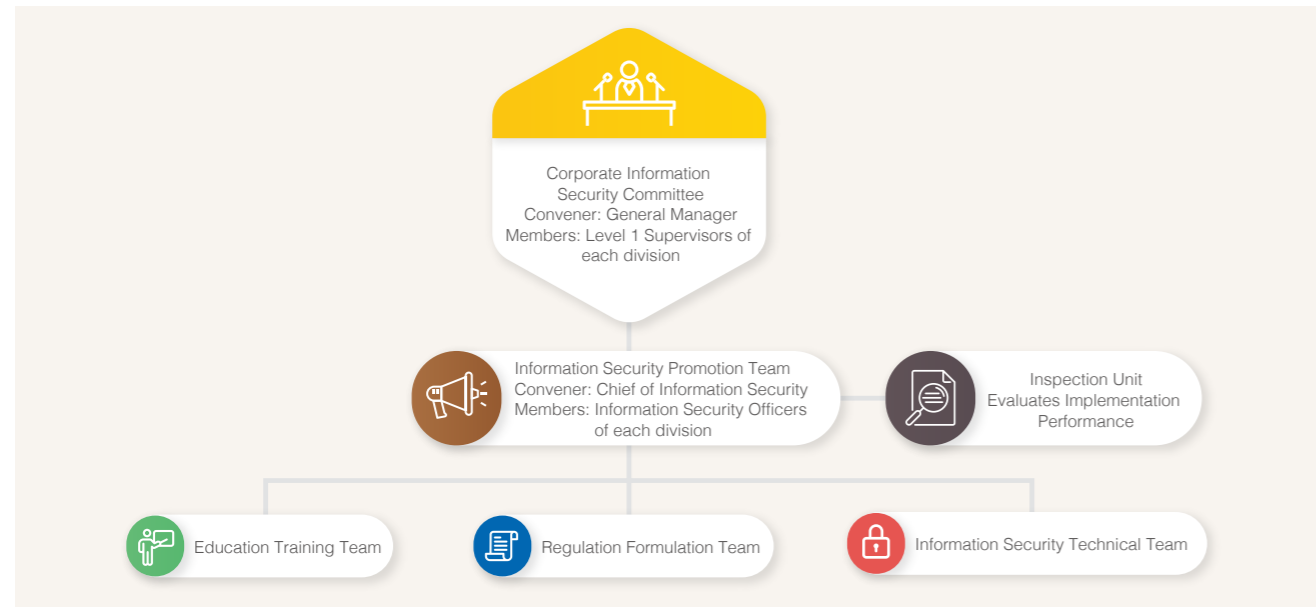 Corporate Information
Security Committee
Convener: General Manager
Members: Level 1 Supervisors of
each division
Information Security Promotion Team
Convener: Chief of Information Security
Members: Information Security Officers
of each division
Inspection Unit
Evaluates Implementation
Performance
Education Training Team
Regulation Formulation Team
Information Security Technical Team